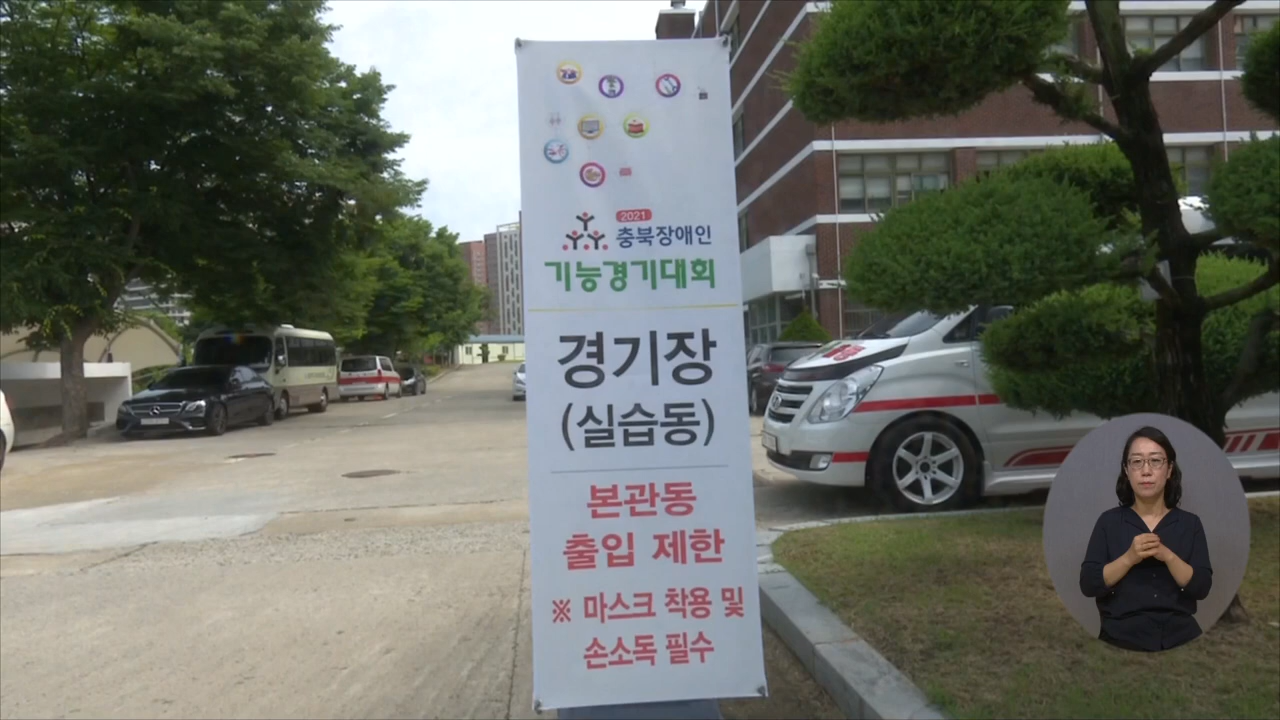 2021
충북장애인
기능경기대회
경기장
(실습동)
본관동
출입 제한
※ 마스크 착용 및
손소독 필수